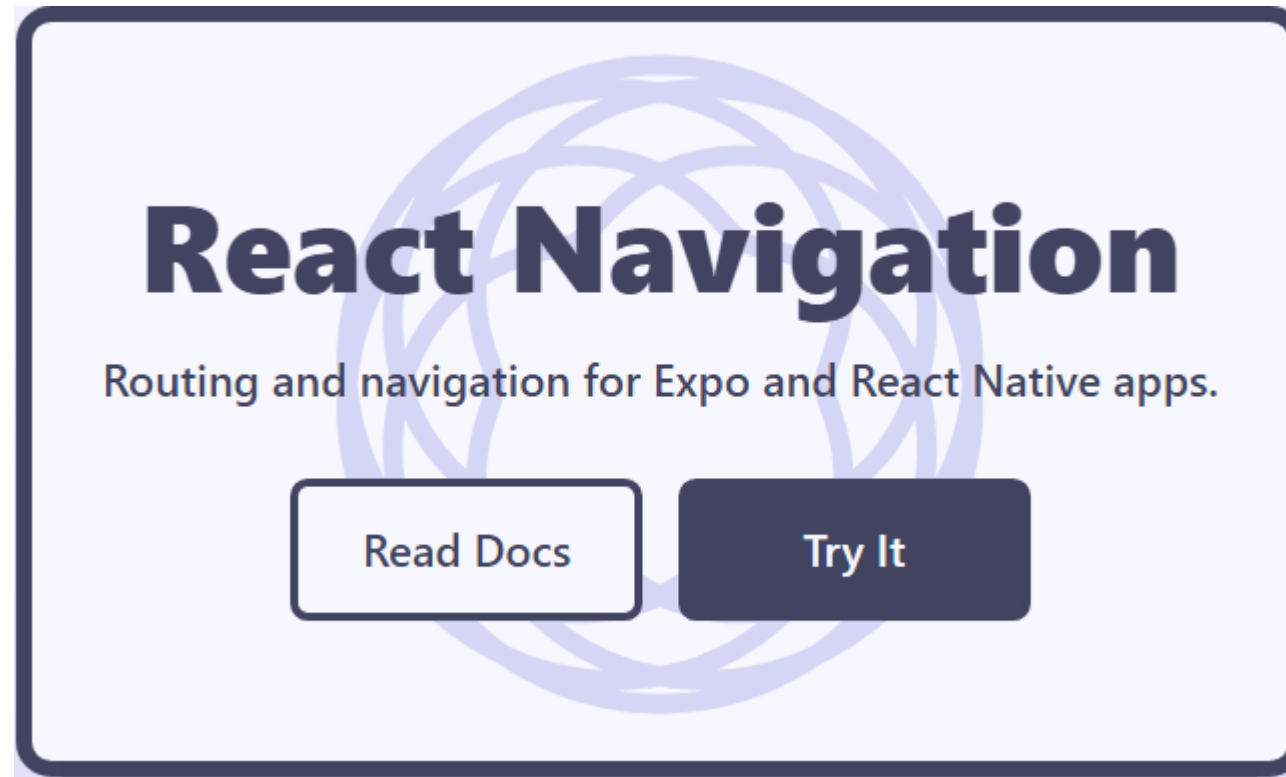 React Navigation
Routing and navigation for Expo and React Native apps.
Read Docs
Try It